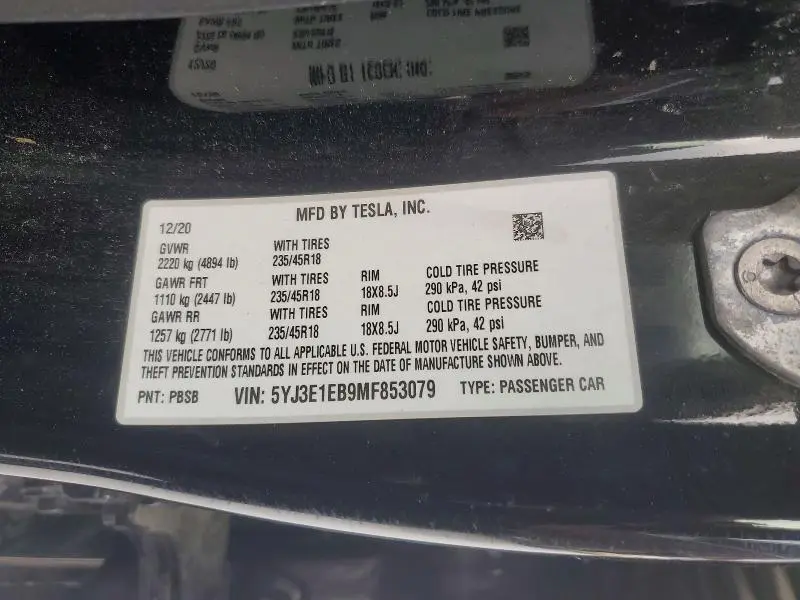 MFD BY TESLA, INC.
12/20
GVWR WITH TIRES
2220 kg (4894 lb) 235/45R18
GAWR FRT WITH TIRES RIM COLD TIRE PRESSURE
1110 kg (2447 lb) 235/45R18 18X8.5J 290 kPa, 42 psi
GAWR RR WITH TIRES RIM COLD TIRE PRESSURE
1257 kg (2771 lb) 235/45R18 18X8.5J 290 kPa, 42 psi
THIS VEHICLE CONFORMS TO ALL APPLICABLE U.S. FEDERAL MOTOR VEHICLE SAFETY, BUMPER, AND
THEFT PREVENTION STANDARDS IN EFFECT ON THE DATE OF MANUFACTURE SHOWN ABOVE.
PNT: PBSB VIN: 5YJ3E1EB9MF853079 TYPE: PASSENGER CAR